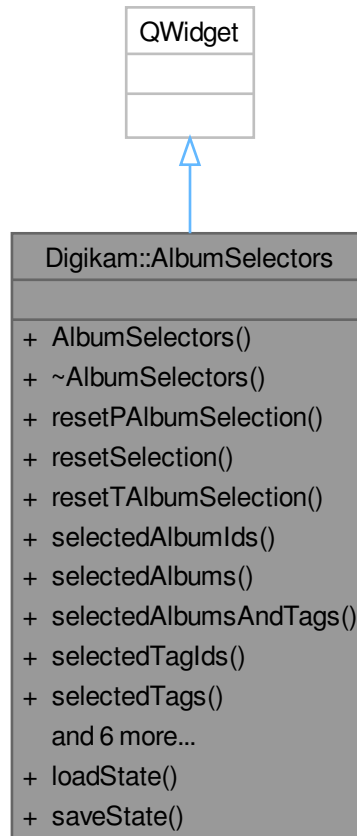 QWidget
Digikam::AlbumSelectors
+ AlbumSelectors()
+ ~AlbumSelectors()
+ resetPAlbumSelection()
+ resetSelection()
+ resetTAlbumSelection()
+ selectedAlbumIds()
+ selectedAlbums()
+ selectedAlbumsAndTags()
+ selectedTagIds()
+ selectedTags()
and 6 more...
+ loadState()
+ saveState()